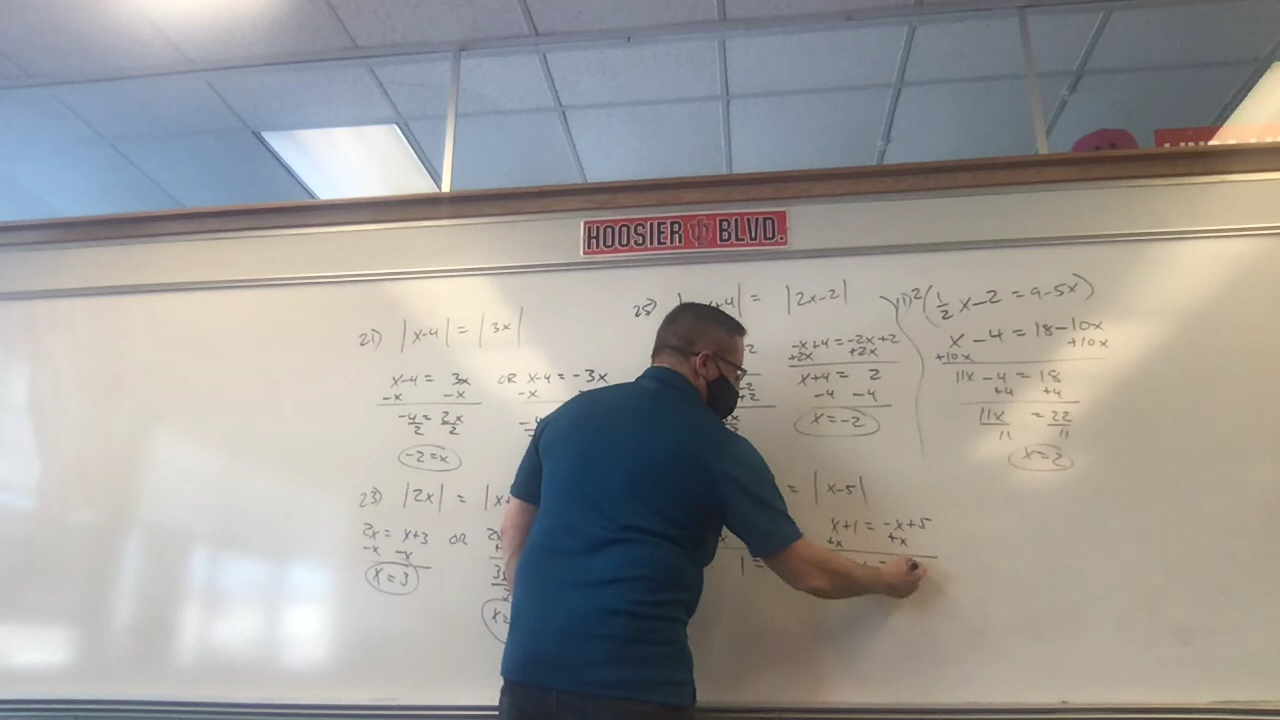 HOOSIER BLVD.
21) |x-4| = |3x|
x-4 = 3x OR x-4 = -3x
-x -x -x
-4/2 = 2x/2
-2 = x
23) |2x| = |x+
2x = x+3 OR
-x -x
x = 3
25) +4| = |2x-2|
-x+4 = -2x+2
+2x +2x
x+4 = 2
-4 -4
x = -2
= |x-5|
x+1 = -x+5
+x +x
1 =
2(½x-2 = 9-5x)
x-4 = 18-10x
+10x +10x
11x-4 = 18
+4 +4
11x/11 = 22/11
x = 2